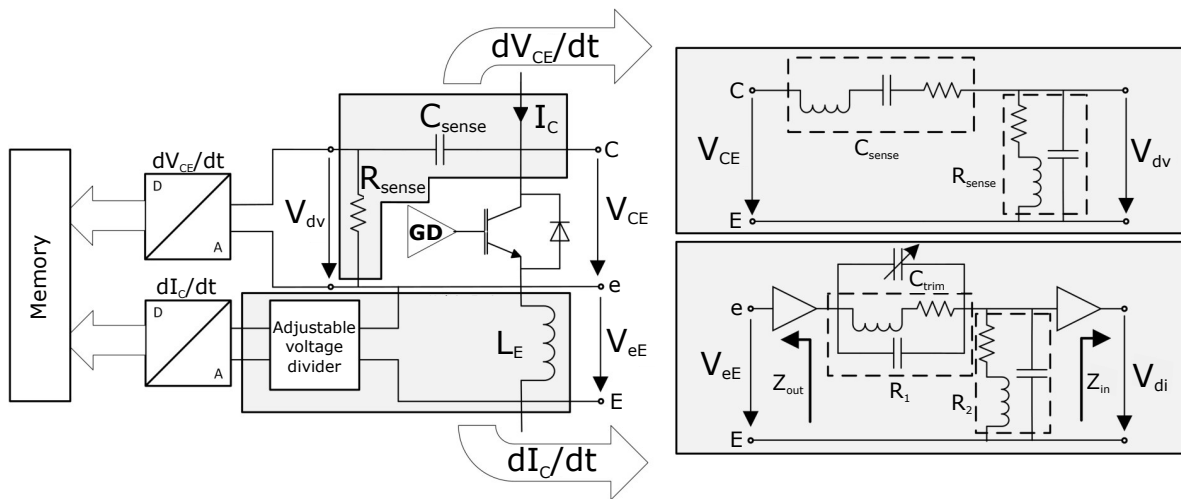 dV_CE/dt
I_C
C_sense
C
dV_CE/dt
D
A
R_sense
V_dv
GD
V_CE
Memory
e
dI_C/dt
D
A
Adjustable
voltage
divider
L_E
V_eE
E
dI_C/dt
C
V_CE
C_sense
R_sense
V_dv
E
C_trim
e
V_eE
Z_out
R_1
R_2
Z_in
V_di
E